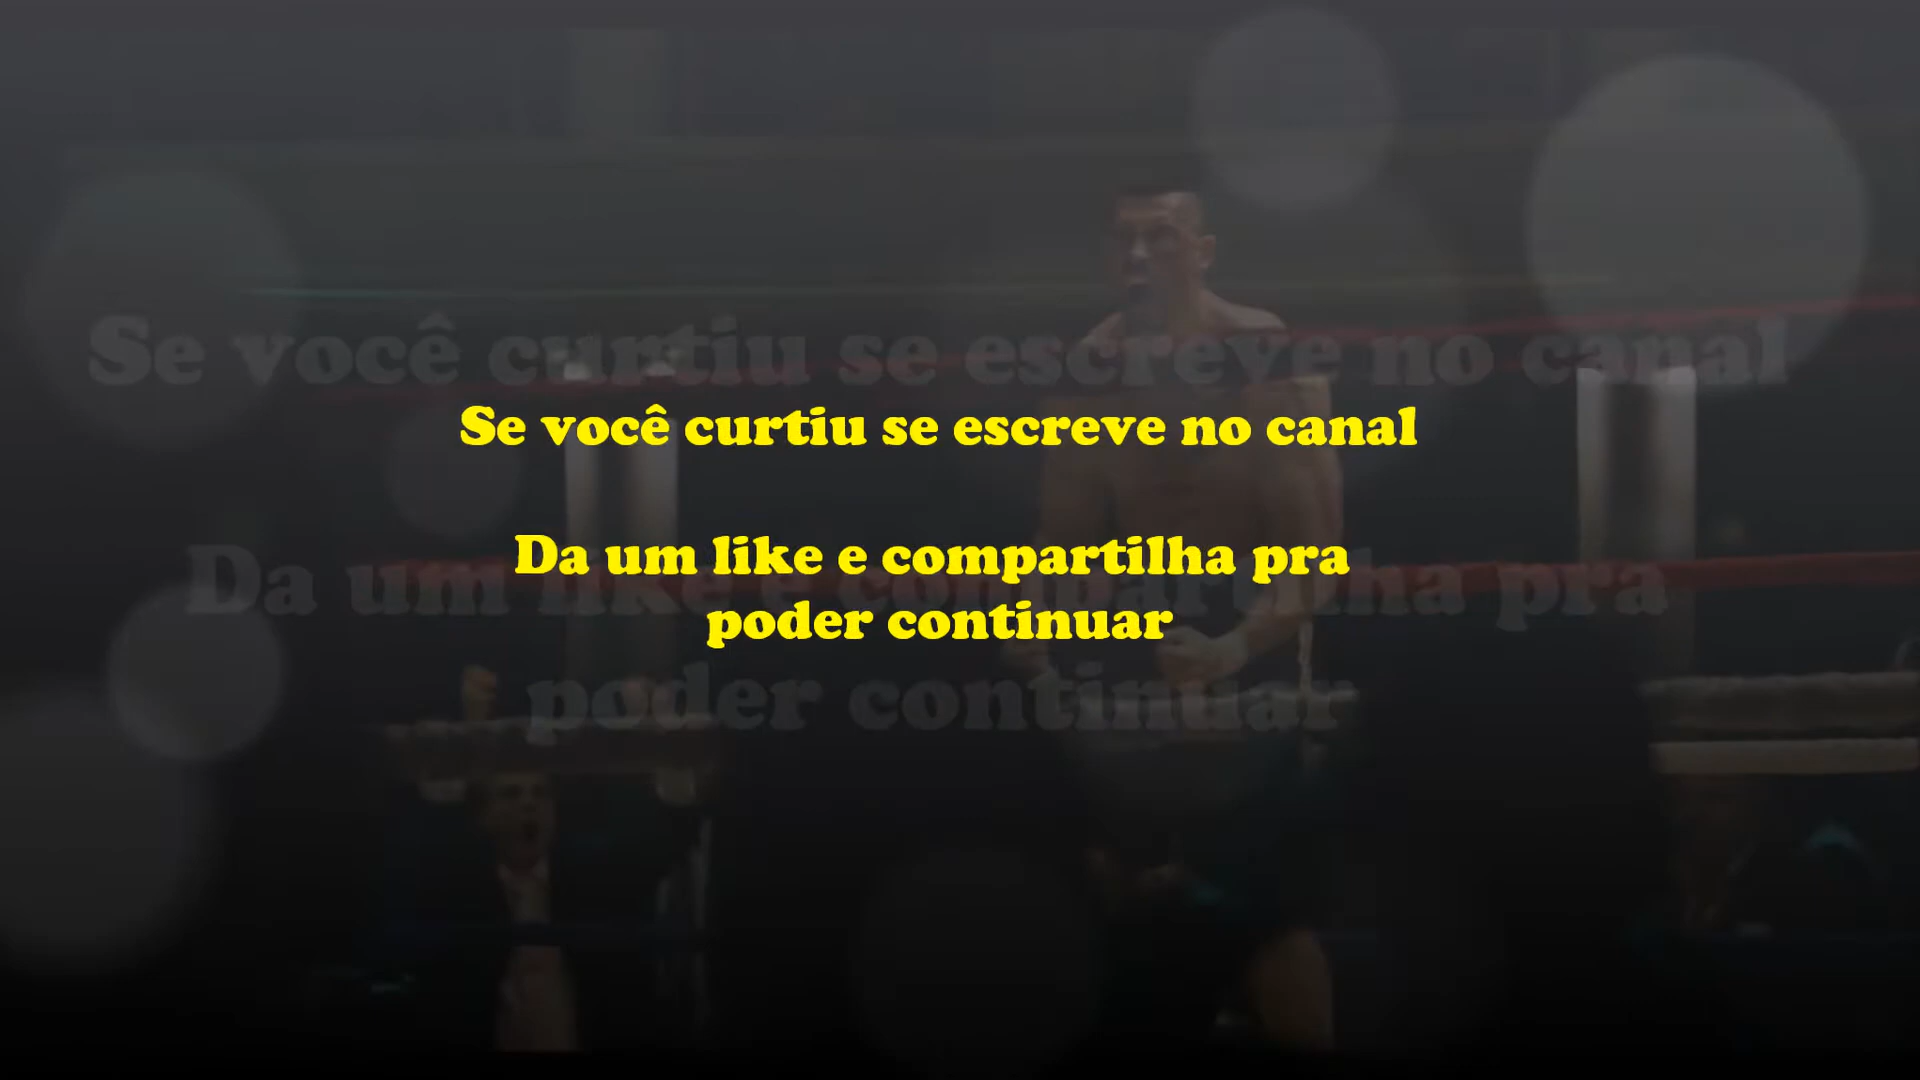 Se você curtiu se escreve no canal
Da um like e compartilha pra
poder continuar